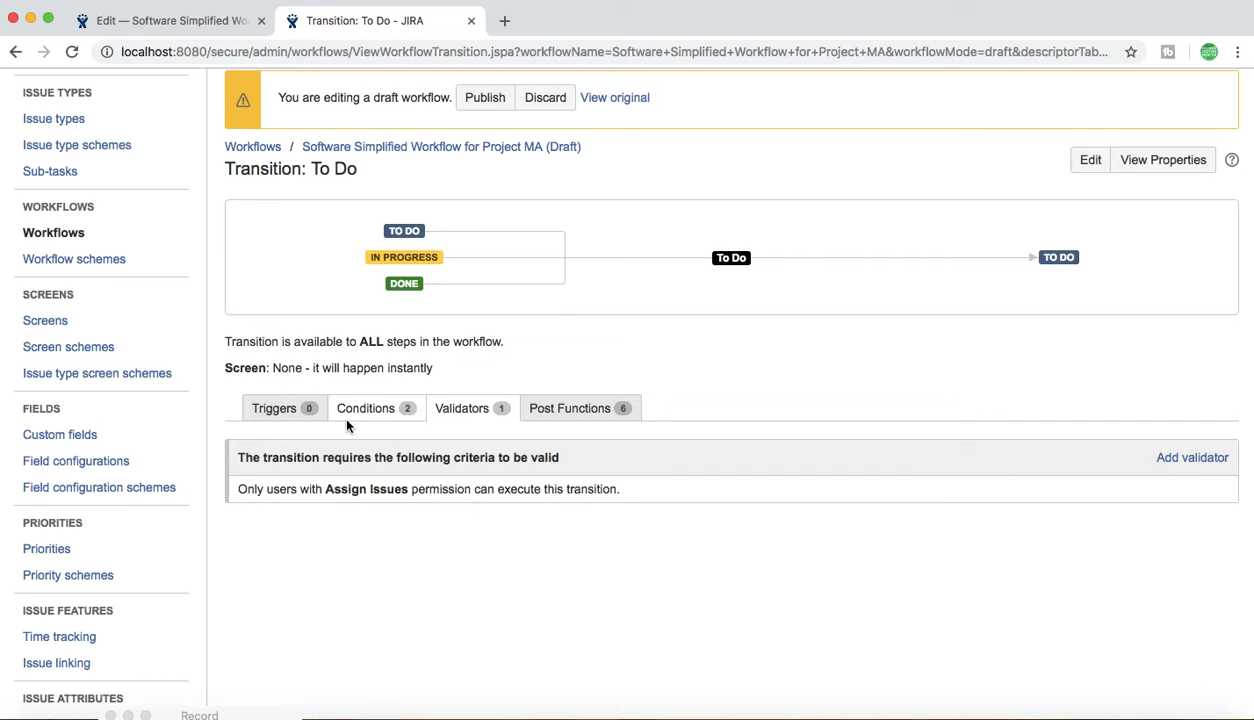 Edit — Software Simplified Wo
Transition: To Do - JIRA
localhost:8080/secure/admin/workflows/ViewWorkflowTransition.jspa?workflowName=Software+Simplified+Workflow+for+Project+MA&workflowMode=draft&descriptorTab...
ISSUE TYPES
Issue types
Issue type schemes
Sub-tasks
WORKFLOWS
Workflows
Workflow schemes
SCREENS
Screens
Screen schemes
Issue type screen schemes
FIELDS
Custom fields
Field configurations
Field configuration schemes
PRIORITIES
Priorities
Priority schemes
ISSUE FEATURES
Time tracking
Issue linking
ISSUE ATTRIBUTES
You are editing a draft workflow. Publish Discard View original
Workflows / Software Simplified Workflow for Project MA (Draft)
Transition: To Do
Edit View Properties
TO DO
IN PROGRESS
DONE
To Do
TO DO
Transition is available to ALL steps in the workflow.
Screen: None - it will happen instantly
Triggers 0 Conditions 2 Validators 1 Post Functions 6
The transition requires the following criteria to be valid
Add validator
Only users with Assign Issues permission can execute this transition.
Record